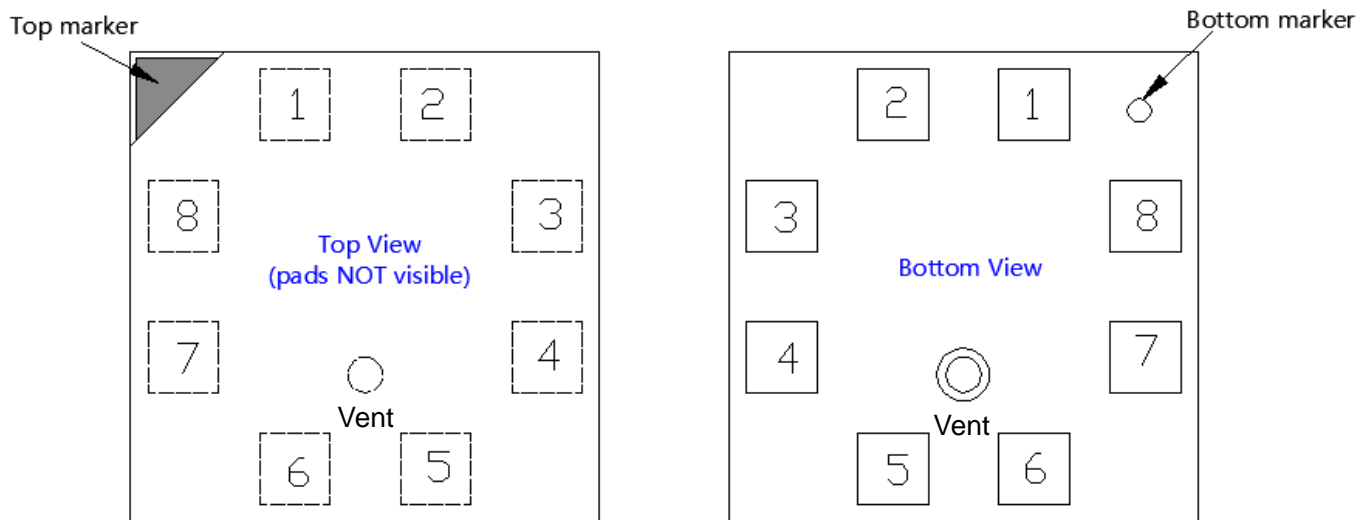 Top marker
1 2
8 3
Top View
(pads NOT visible)
7 4
Vent
6 5
Bottom marker
2 1
3 8
Bottom View
4 7
Vent
5 6